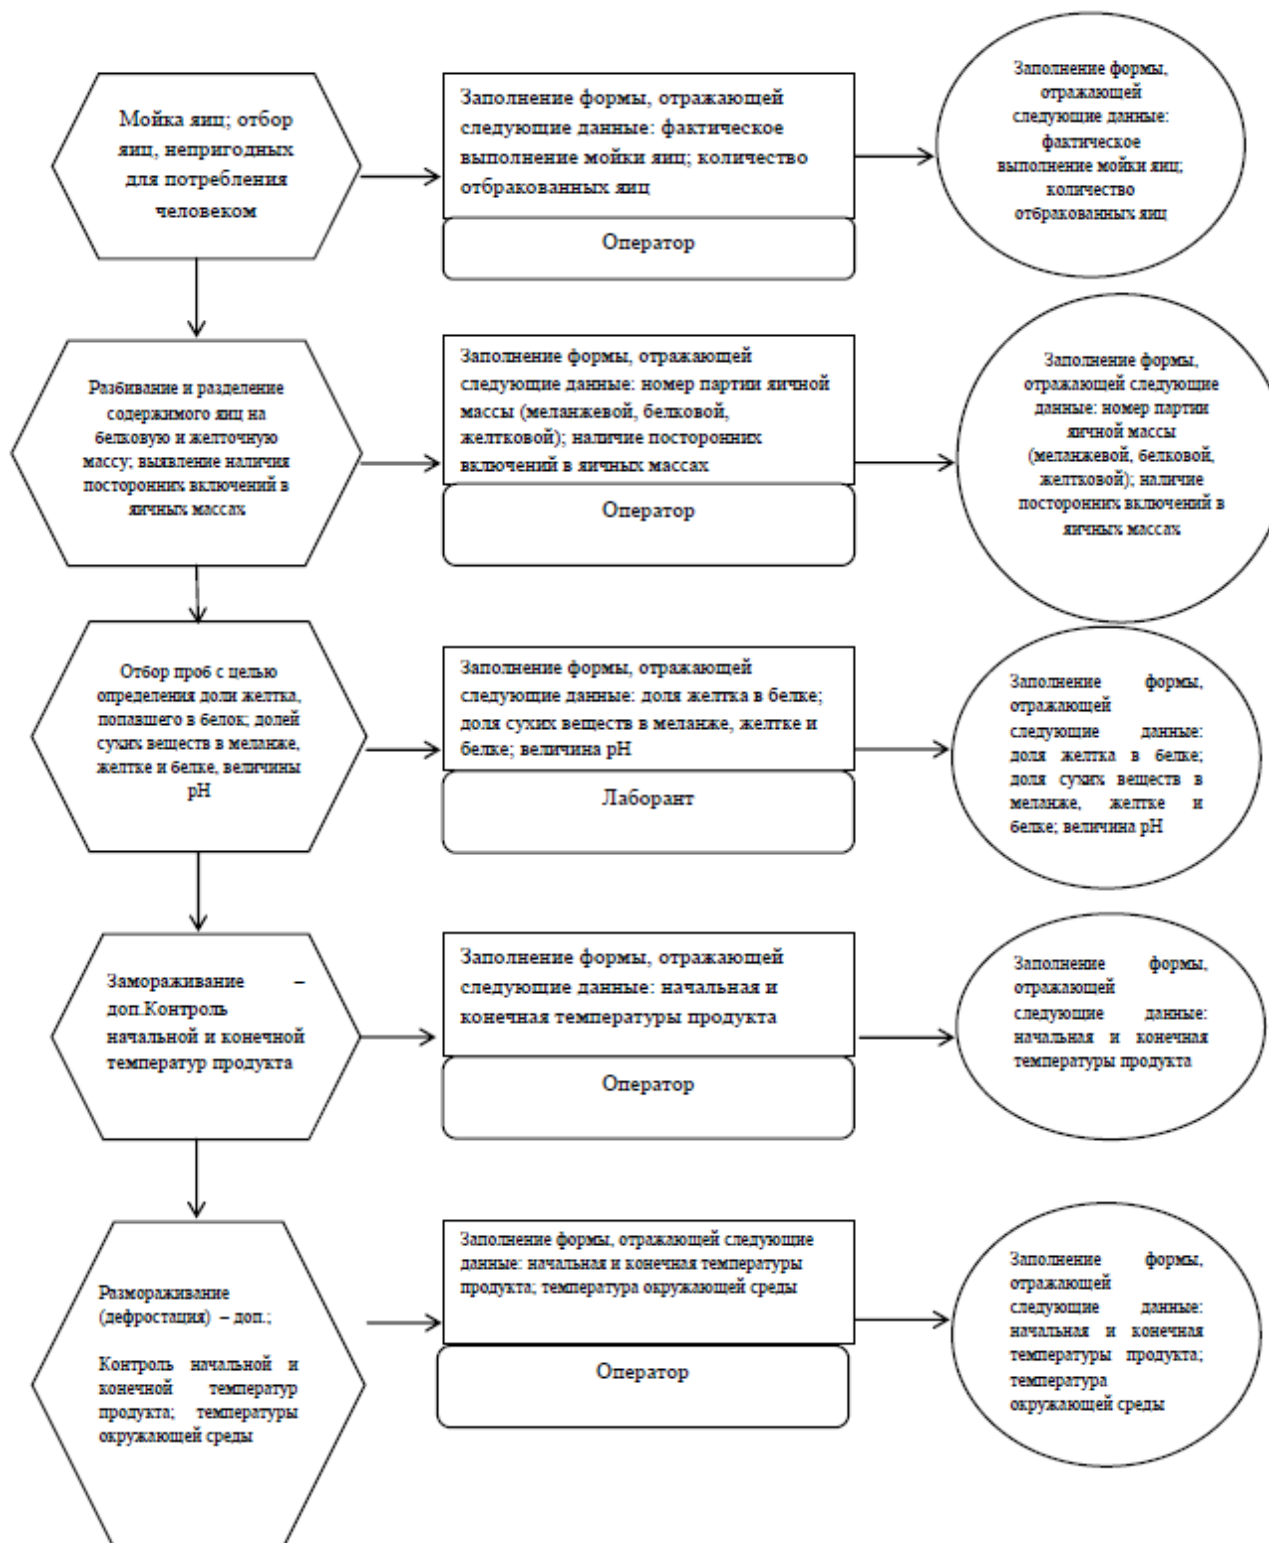 Мойка яиц; отбор
яиц, непригодных
для потребления
человеком
Заполнение формы, отражающей
следующие данные: фактическое
выполнение мойки яиц; количество
отбракованных яиц
Оператор
Заполнение формы,
отражающей
следующие данные:
фактическое
выполнение мойки яиц;
количество
отбракованных яиц
Разбивание и разделение
содержимого яиц на
белковую и желточную
массу; выявление наличия
посторонних включений в
яичных массах
Заполнение формы, отражающей
следующие данные: номер партии яичной
массы (меланжевой, белковой,
желтковой); наличие посторонних
включений в яичных массах
Оператор
Заполнение формы,
отражающей следующие
данные: номер партии
яичной массы
(меланжевой, белковой,
желтковой); наличие
посторонних включений в
яичных массах
Отбор проб с целью
определения доли желтка,
попавшего в белок; долей
сухих веществ в меланже,
желтке и белке, величины
pH
Заполнение формы, отражающей
следующие данные: доля желтка в белке;
доля сухих веществ в меланже, желтке и
белке; величина pH
Лаборант
Заполнение формы,
отражающей
следующие данные:
доля желтка в белке;
доля сухих веществ в
меланже, желтке и
белке; величина pH
Замораживание –
доп.Контроль
начальной и конечной
температур продукта
Заполнение формы, отражающей
следующие данные: начальная и
конечная температуры продукта
Оператор
Заполнение формы,
отражающей
следующие данные:
начальная и конечная
температуры продукта
Размораживание
(дефростация) – доп.;
Контроль начальной и
конечной температур
продукта; температуры
окружающей среды
Заполнение формы, отражающей следующие
данные: начальная и конечная температуры
продукта; температура окружающей среды
Оператор
Заполнение формы,
отражающей
следующие данные:
начальная и конечная
температуры продукта;
температура
окружающей среды